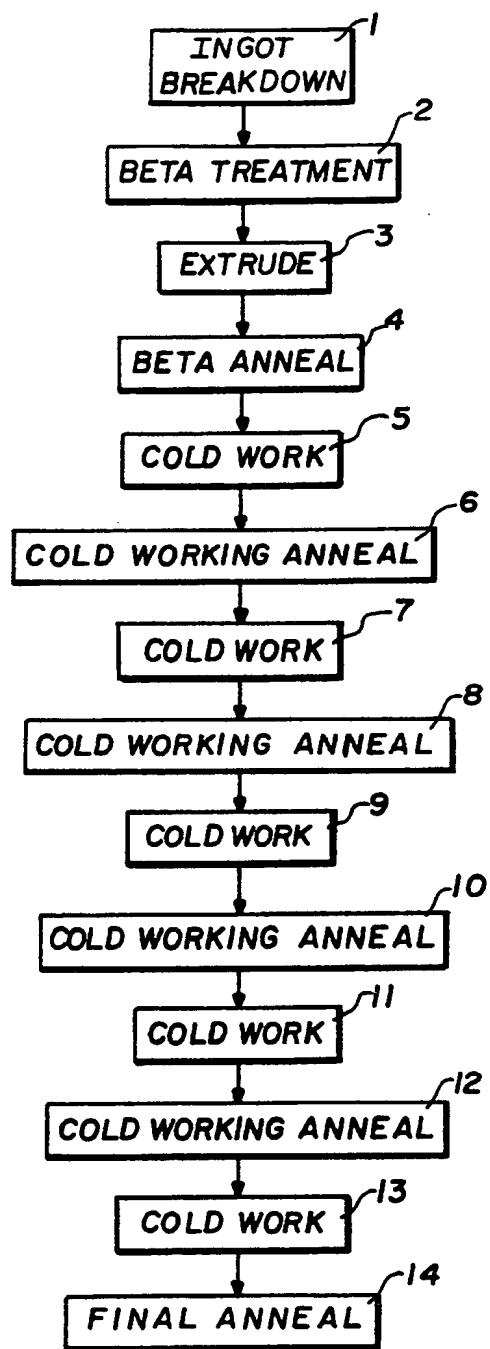 1
INGOT
BREAKDOWN
2
BETA TREATMENT
3
EXTRUDE
4
BETA ANNEAL
5
COLD WORK
6
COLD WORKING ANNEAL
7
COLD WORK
8
COLD WORKING ANNEAL
9
COLD WORK
10
COLD WORKING ANNEAL
11
COLD WORK
12
COLD WORKING ANNEAL
13
COLD WORK
14
FINAL ANNEAL